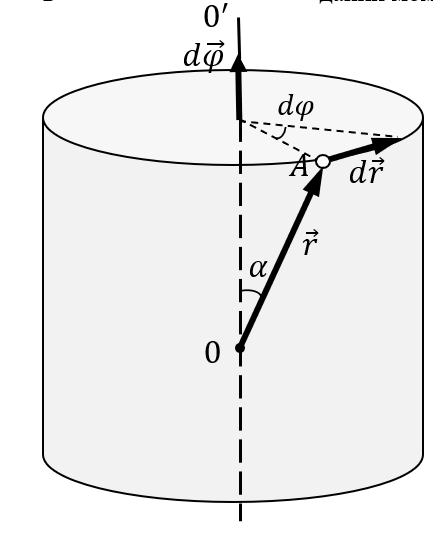 0′
d𝜑⃗
d𝜑
A
dr⃗
r⃗
α
0